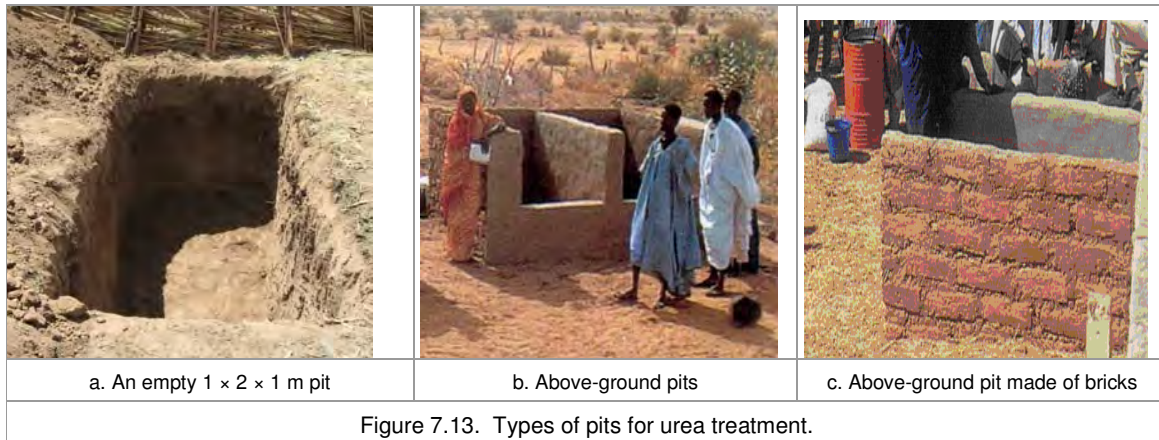 a. An empty 1 × 2 × 1 m pit
b. Above-ground pits
c. Above-ground pit made of bricks
Figure 7.13. Types of pits for urea treatment.